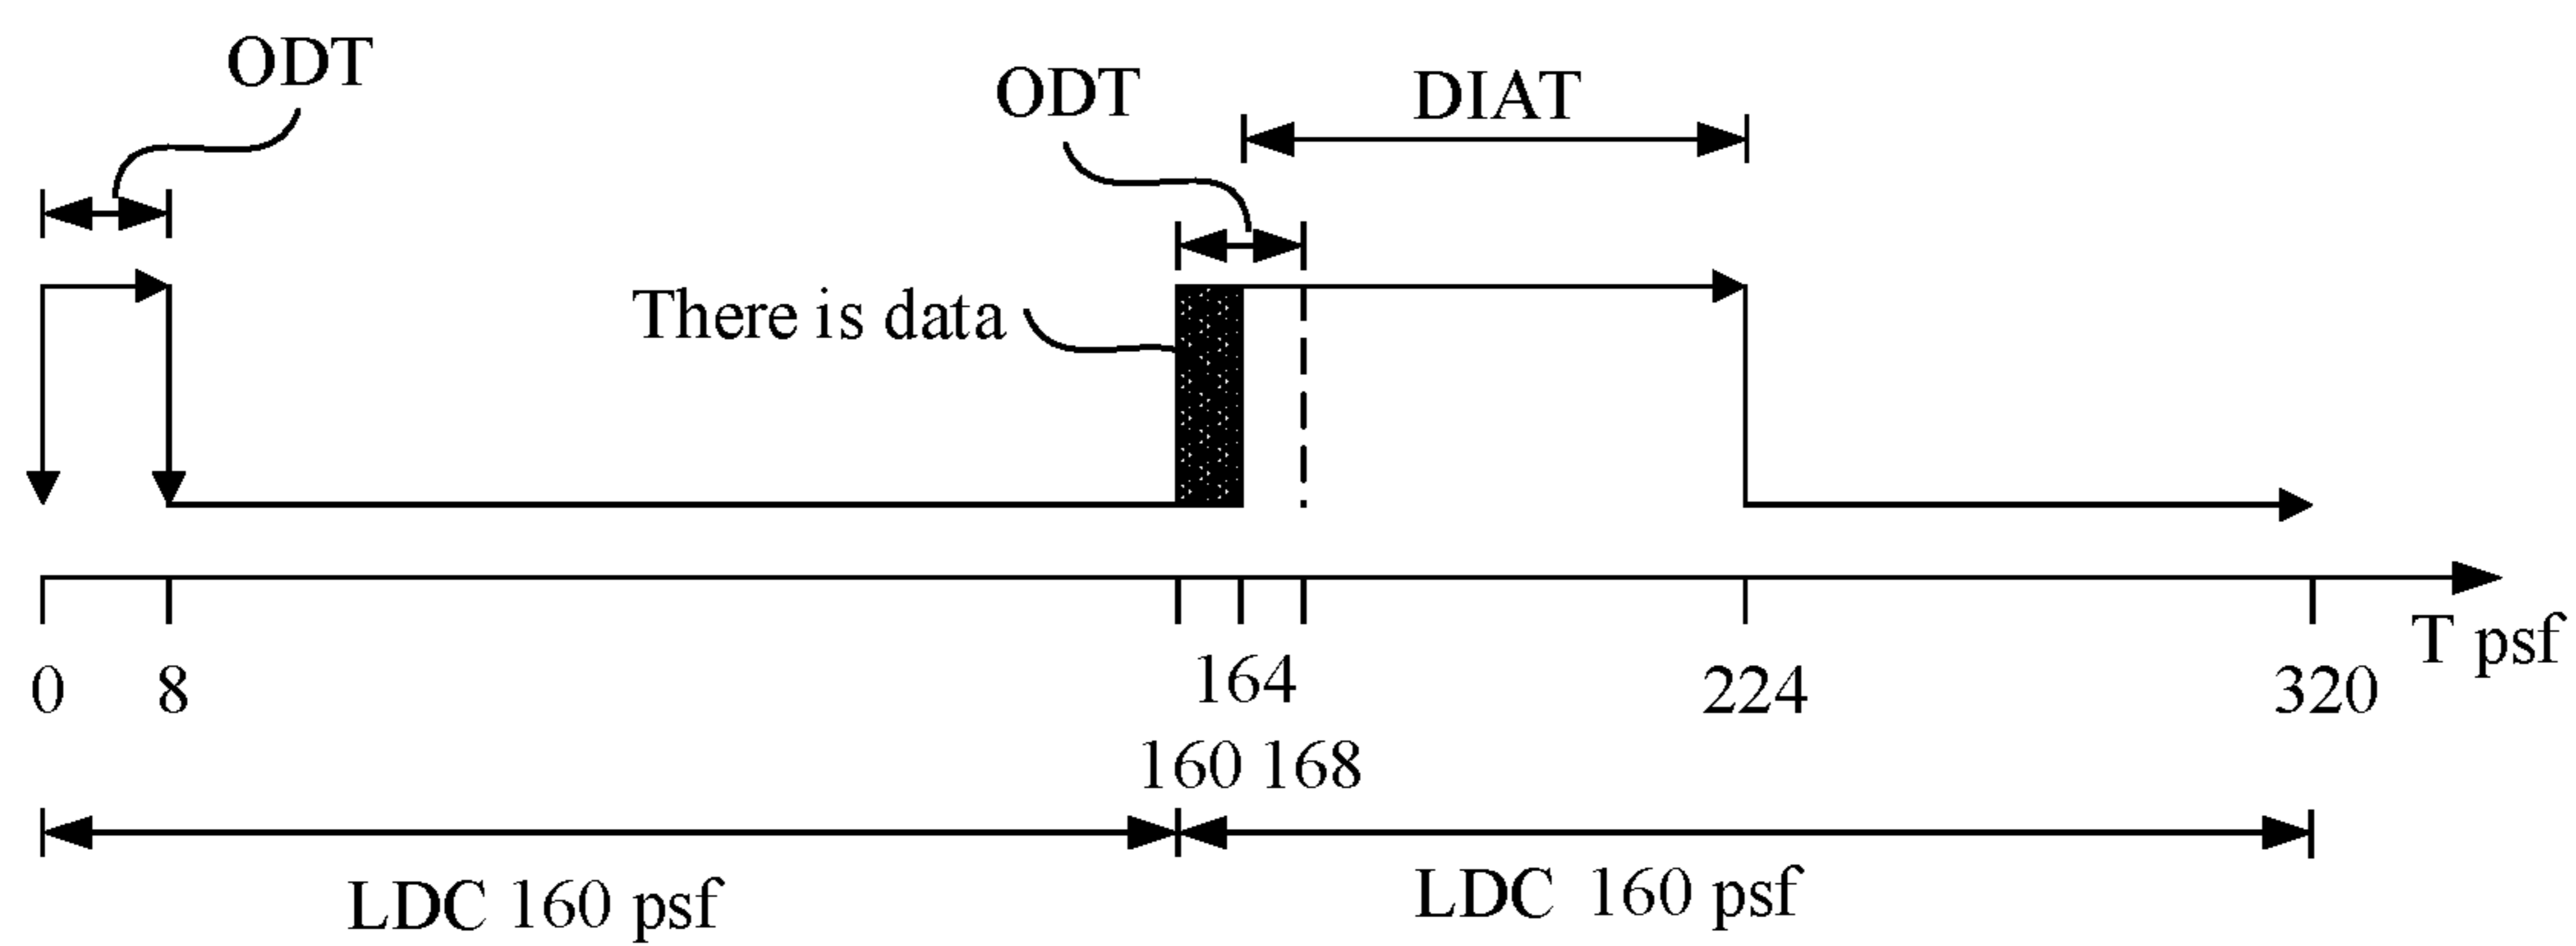 ODT
ODT
DIAT
There is data
T psf
0
8
164
224
320
160
168
LDC 160 psf
LDC 160 psf